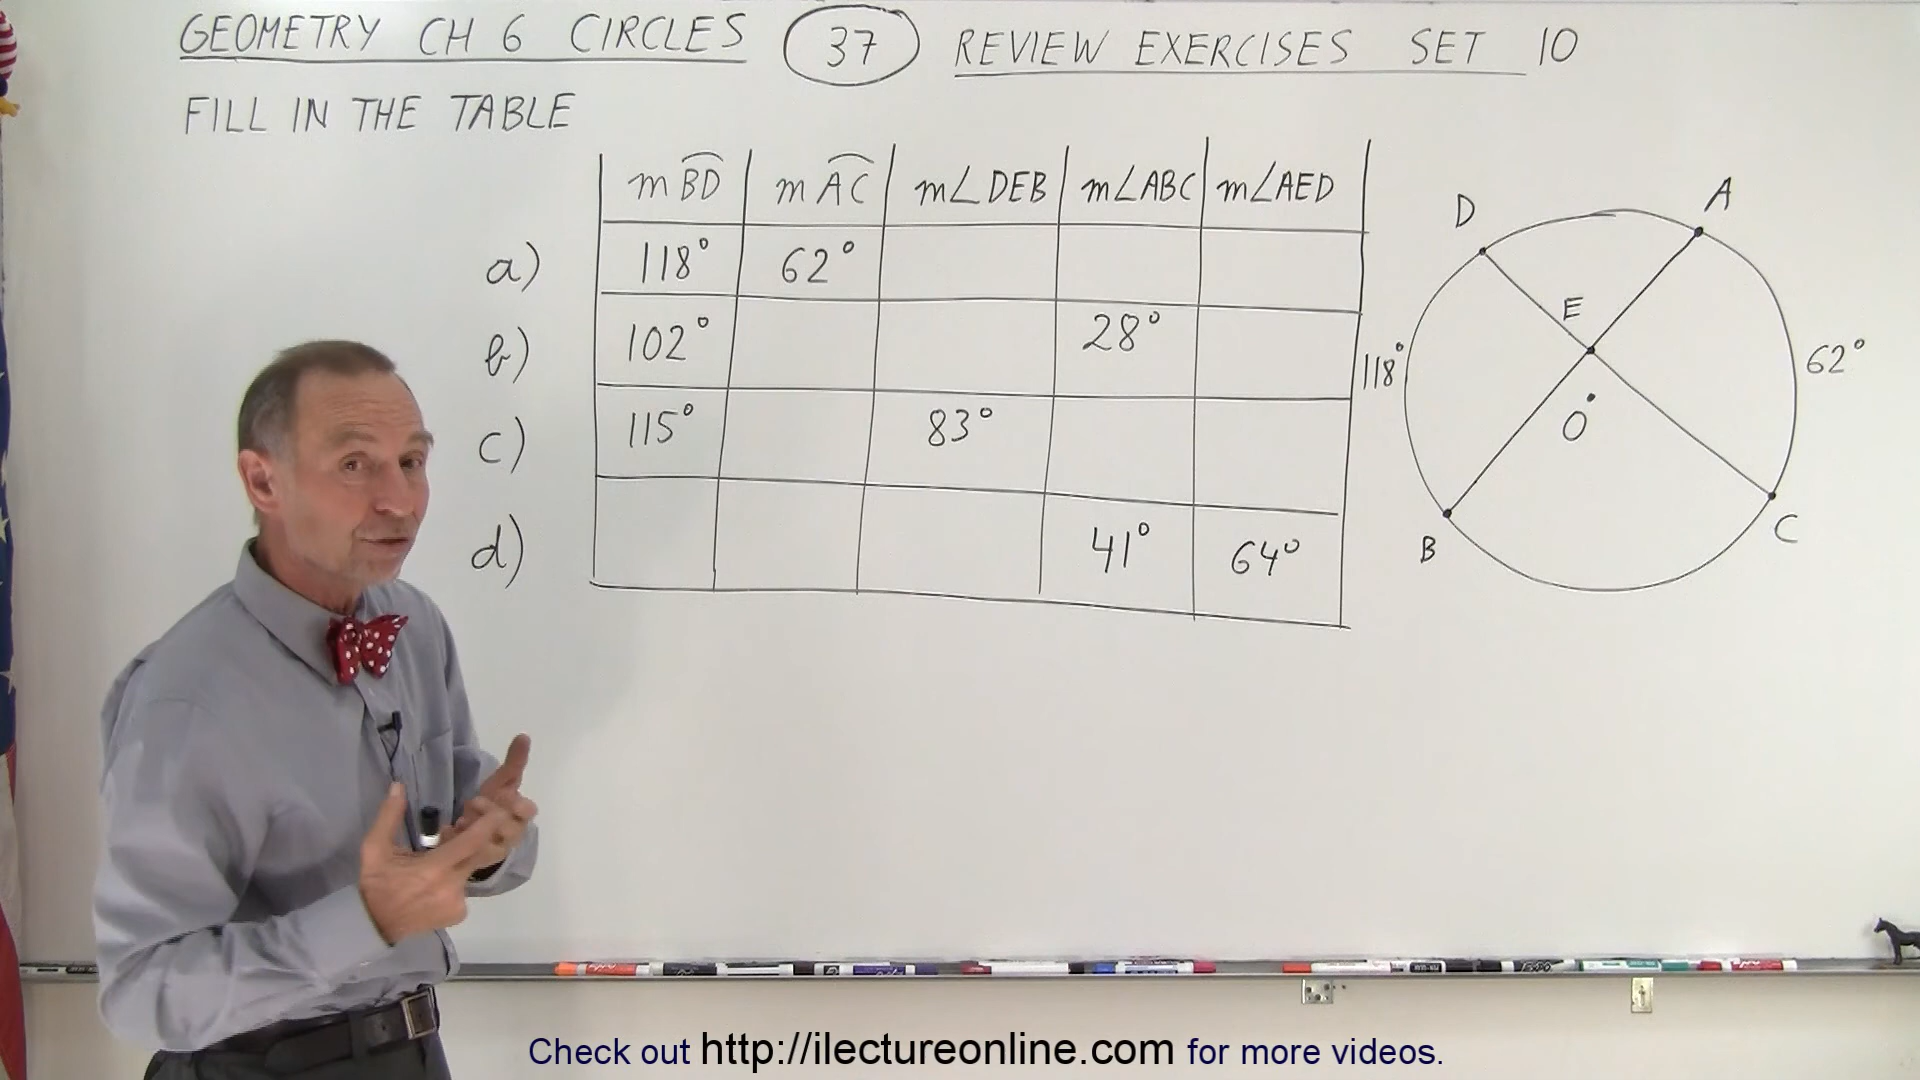 GEOMETRY CH 6 CIRCLES 37 REVIEW EXERCISES SET 10
FILL IN THE TABLE
m BD m AC m∠DEB m∠ABC m∠AED
a) 118° 62°
b) 102° 28°
c) 115° 83°
d) 41° 64°
D A
E
118° 62°
O
B C
Check out http://ilectureonline.com for more videos.